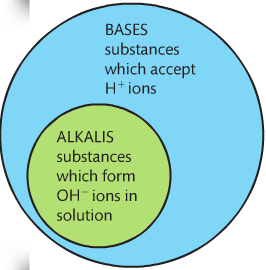 BASES
substances
which accept
H⁺ ions
ALKALIS
substances
which form
OH⁻ ions in
solution